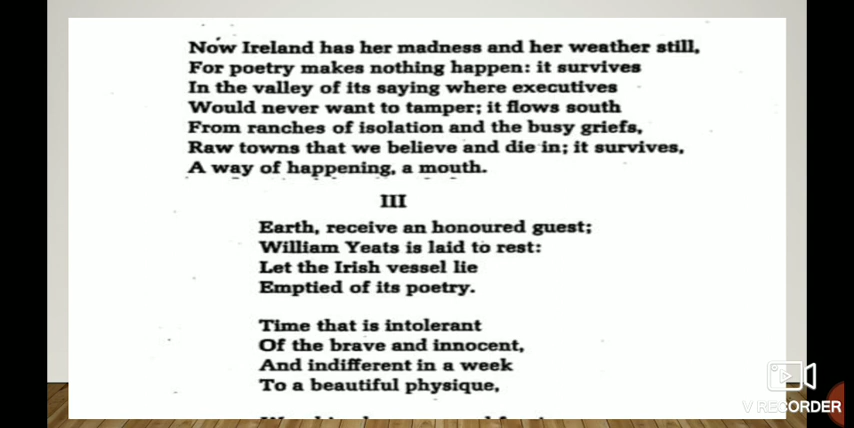 Now Ireland has her madness and her weather still,
For poetry makes nothing happen: it survives
In the valley of its saying where executives
Would never want to tamper; it flows south
From ranches of isolation and the busy griefs,
Raw towns that we believe and die in; it survives,
A way of happening, a mouth.
III
Earth, receive an honoured guest;
William Yeats is laid to rest:
Let the Irish vessel lie
Emptied of its poetry.
Time that is intolerant
Of the brave and innocent,
And indifferent in a week
To a beautiful physique,
V RECORDER